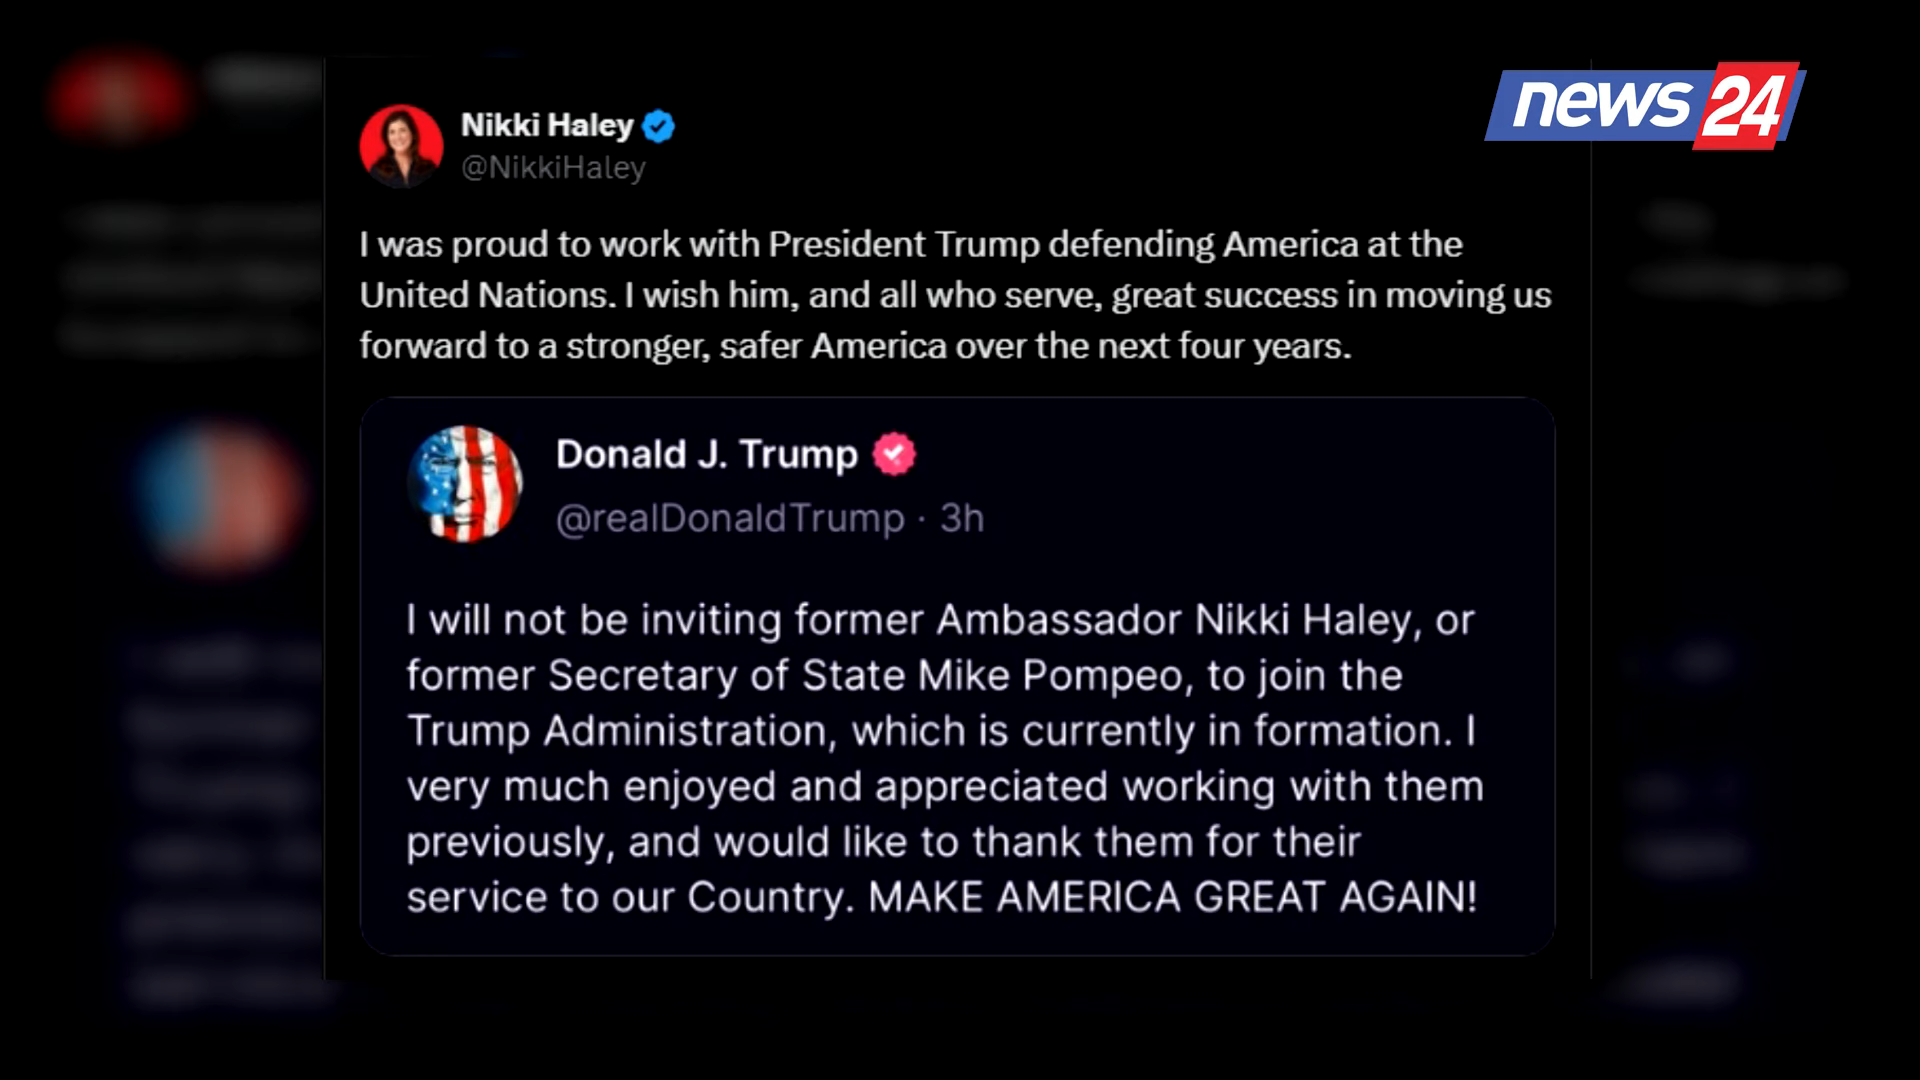 news 24
Nikki Haley
@NikkiHaley
I was proud to work with President Trump defending America at the
United Nations. I wish him, and all who serve, great success in moving us
forward to a stronger, safer America over the next four years.
Donald J. Trump
@realDonaldTrump · 3h
I will not be inviting former Ambassador Nikki Haley, or
former Secretary of State Mike Pompeo, to join the
Trump Administration, which is currently in formation. I
very much enjoyed and appreciated working with them
previously, and would like to thank them for their
service to our Country. MAKE AMERICA GREAT AGAIN!